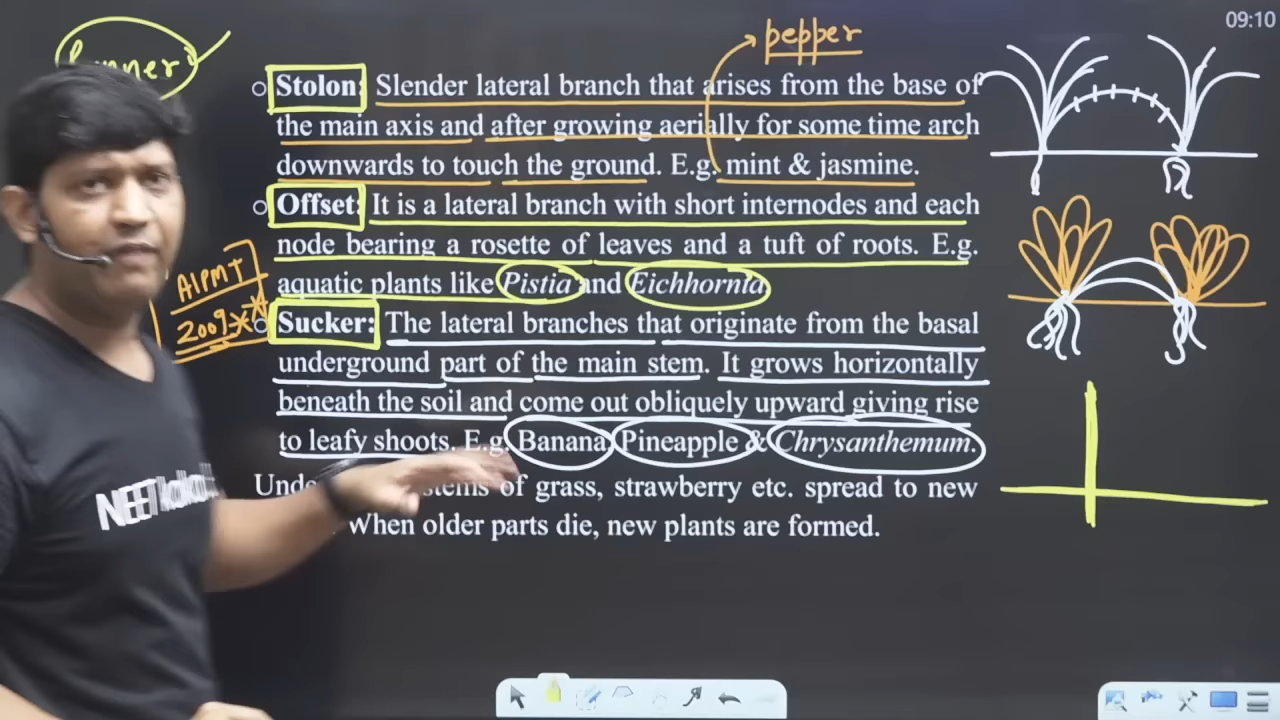 09:10
pepper
Runner
Stolon: Slender lateral branch that arises from the base of
the main axis and after growing aerially for some time arch
downwards to touch the ground. E.g. mint & jasmine.
Offset: It is a lateral branch with short internodes and each
node bearing a rosette of leaves and a tuft of roots. E.g.
aquatic plants like Pistia and Eichhornia
AIPMT
2009
Sucker: The lateral branches that originate from the basal
underground part of the main stem. It grows horizontally
beneath the soil and come out obliquely upward giving rise
to leafy shoots. E.g. Banana Pineapple & Chrysanthemum.
stems of grass, strawberry etc. spread to new
When older parts die, new plants are formed.
NEET